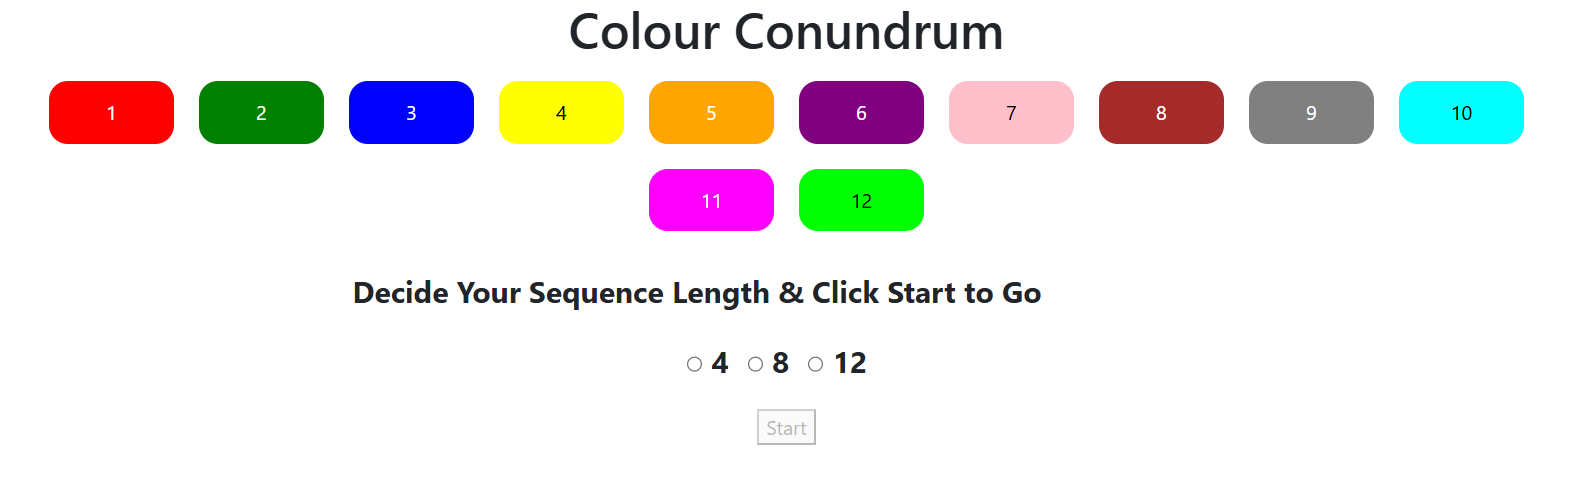 Colour Conundrum
1 2 3 4 5 6 7 8 9 10
11 12
Decide Your Sequence Length & Click Start to Go
4 8 12
Start